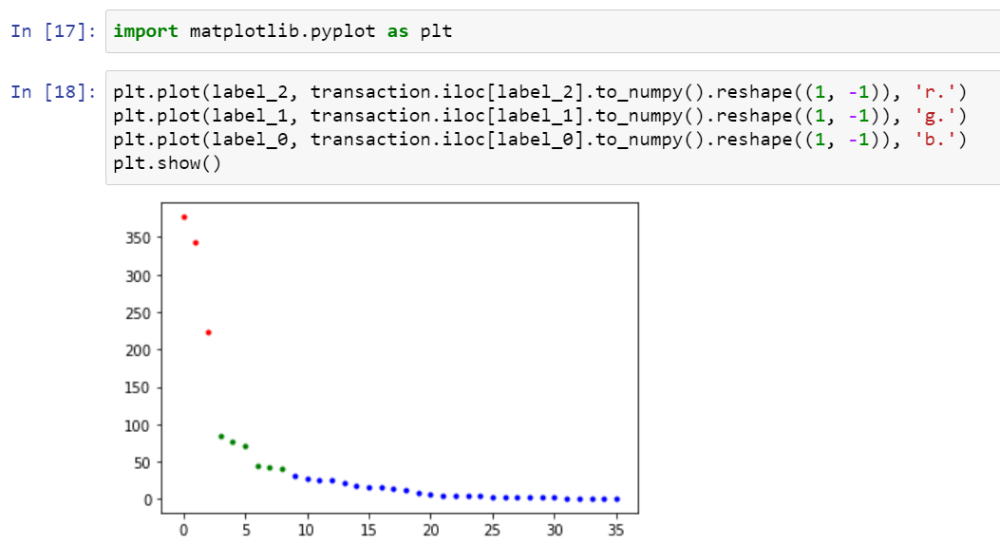 In [17]: import matplotlib.pyplot as plt
In [18]: plt.plot(label_2, transaction.iloc[label_2].to_numpy().reshape((1, -1)), 'r.')
plt.plot(label_1, transaction.iloc[label_1].to_numpy().reshape((1, -1)), 'g.')
plt.plot(label_0, transaction.iloc[label_0].to_numpy().reshape((1, -1)), 'b.')
plt.show()
350
300
250
200
150
100
50
0
0 5 10 15 20 25 30 35